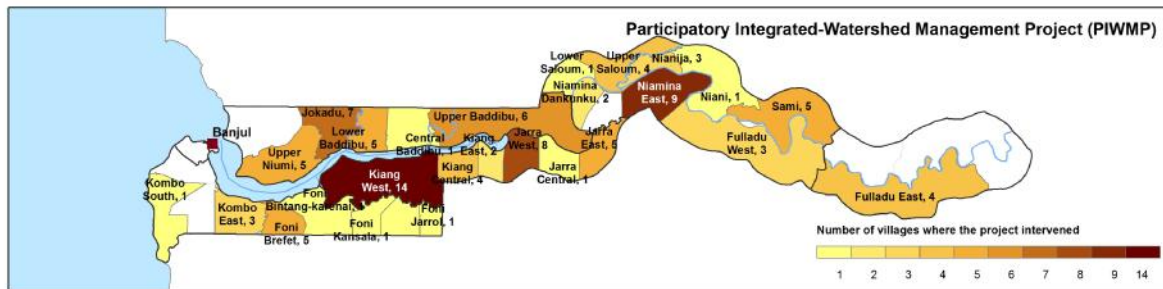 Participatory Integrated-Watershed Management Project (PIWMP)
Lower
Saloum, 1
Upper
Saloum, 4
Nianija, 3
Niamina
Dankunku, 2
Niamina
East, 9
Niani, 1
Sami, 5
Jokadu, 7
Banjul
Lower
Baddibu, 5
Upper Baddibu, 6
Central
Baddibu, 1
Kiang
East, 2
Jarra
West, 8
Jarra
East, 5
Fulladu
West, 3
Upper
Niumi, 5
Kiang
West, 14
Kiang
Central, 4
Jarra
Central, 1
Fulladu East, 4
Kombo
South, 1
Kombo
East, 3
Foni
Bintang-karenai,
Foni
Brefet, 5
Foni
Kansala, 1
Foni
Jarrol, 1
Number of villages where the project intervened
1 2 3 4 5 6 7 8 9 14